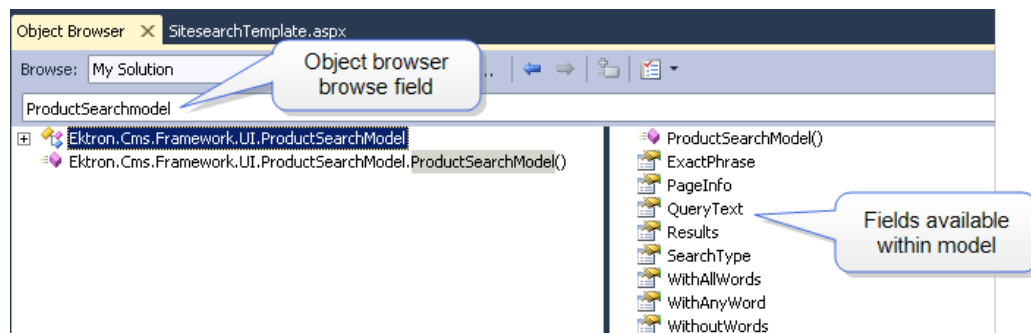 Object Browser
SitesearchTemplate.aspx
Browse: My Solution
..
Object browser
browse field
ProductSearchmodel
Ektron.Cms.Framework.UI.ProductSearchModel
Ektron.Cms.Framework.UI.ProductSearchModel.ProductSearchModel()
ProductSearchModel()
ExactPhrase
PageInfo
QueryText
Results
SearchType
WithAllWords
WithAnyWord
WithoutWords
Fields available
within model